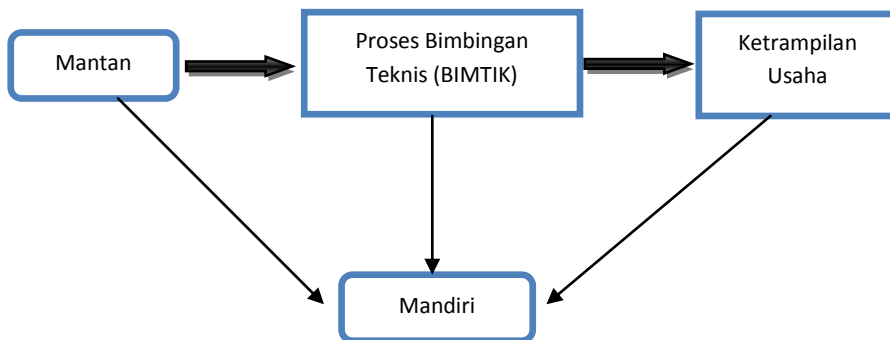 Mantan
Proses Bimbingan
Teknis (BIMTIK)
Ketrampilan
Usaha
Mandiri